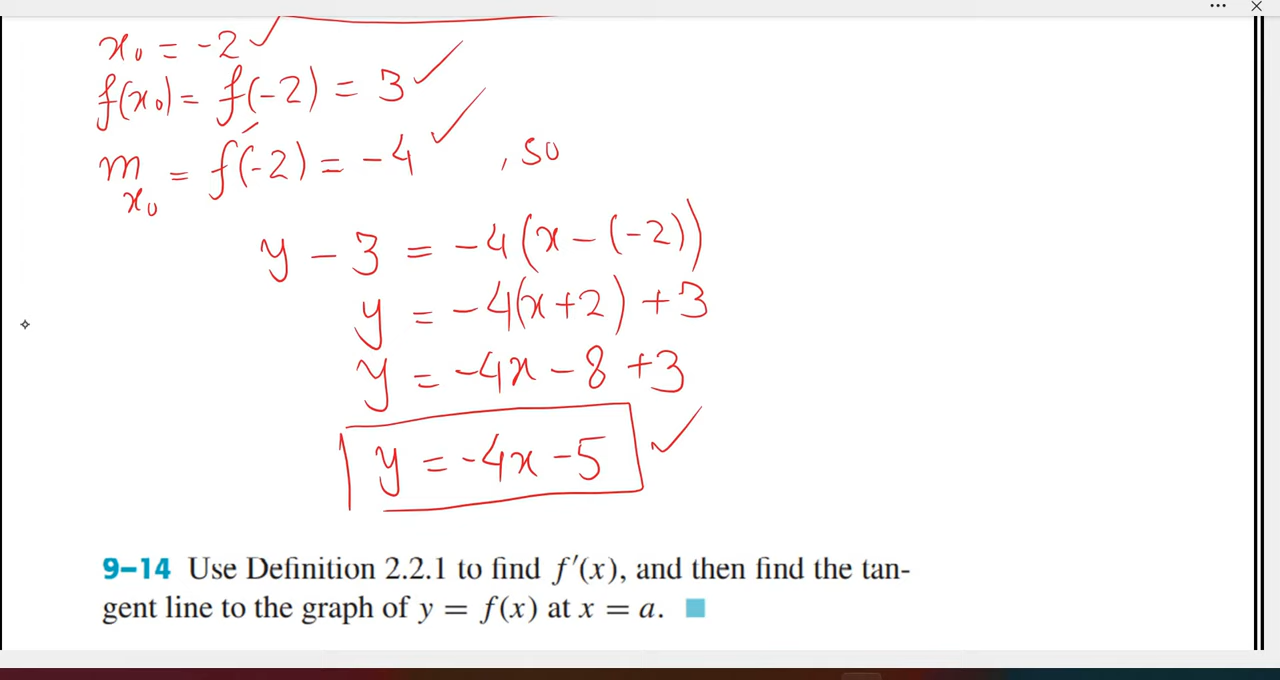 x₀ = -2 ✓
f(x₀) = f(-2) = 3 ✓
m_x₀ = f′(-2) = -4 ✓ , so
y - 3 = -4(x - (-2))
y = -4(x+2) + 3
y = -4x - 8 + 3
y = -4x - 5 ✓
9–14 Use Definition 2.2.1 to find f′(x), and then find the tan-
gent line to the graph of y = f(x) at x = a.